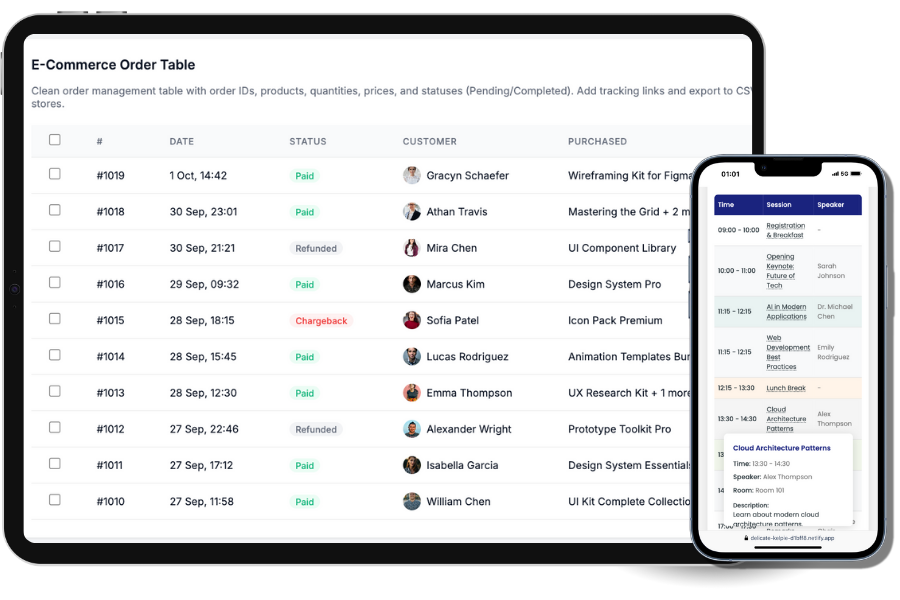 E-Commerce Order Table
Clean order management table with order IDs, products, quantities, prices, and statuses (Pending/Completed). Add tracking links and export to CSV
stores.
# DATE STATUS CUSTOMER PURCHASED
#1019 1 Oct, 14:42 Paid Gracyn Schaefer Wireframing Kit for Figma
#1018 30 Sep, 23:01 Paid Athan Travis Mastering the Grid + 2 m
#1017 30 Sep, 21:21 Refunded Mira Chen UI Component Library
#1016 29 Sep, 09:32 Paid Marcus Kim Design System Pro
#1015 28 Sep, 18:15 Chargeback Sofia Patel Icon Pack Premium
#1014 28 Sep, 15:45 Paid Lucas Rodriguez Animation Templates Bun
#1013 28 Sep, 12:30 Paid Emma Thompson UX Research Kit + 1 more
#1012 27 Sep, 22:46 Refunded Alexander Wright Prototype Toolkit Pro
#1011 27 Sep, 17:12 Paid Isabella Garcia Design System Essentials
#1010 27 Sep, 11:58 Paid William Chen UI Kit Complete Collectio
01:01 5G
Time Session Speaker
09:00 - 10:00 Registration
& Breakfast -
10:00 - 11:00 Opening
Keynote:
Future of
Tech
Sarah
Johnson
11:15 - 12:15 AI in Modern
Applications
Dr. Michael
Chen
11:15 - 12:15 Web
Development
Best
Practices
Emily
Rodriguez
12:15 - 13:30 Lunch Break -
13:30 - 14:30 Cloud
Architecture
Patterns
Alex
Thompson
13
14
17:00
Cloud Architecture Patterns
Time: 13:30 - 14:30
Speaker: Alex Thompson
Room: Room 101
Description:
Learn about modern cloud
architecture patterns.
delicate-kelpie-d1bff8.netlify.app